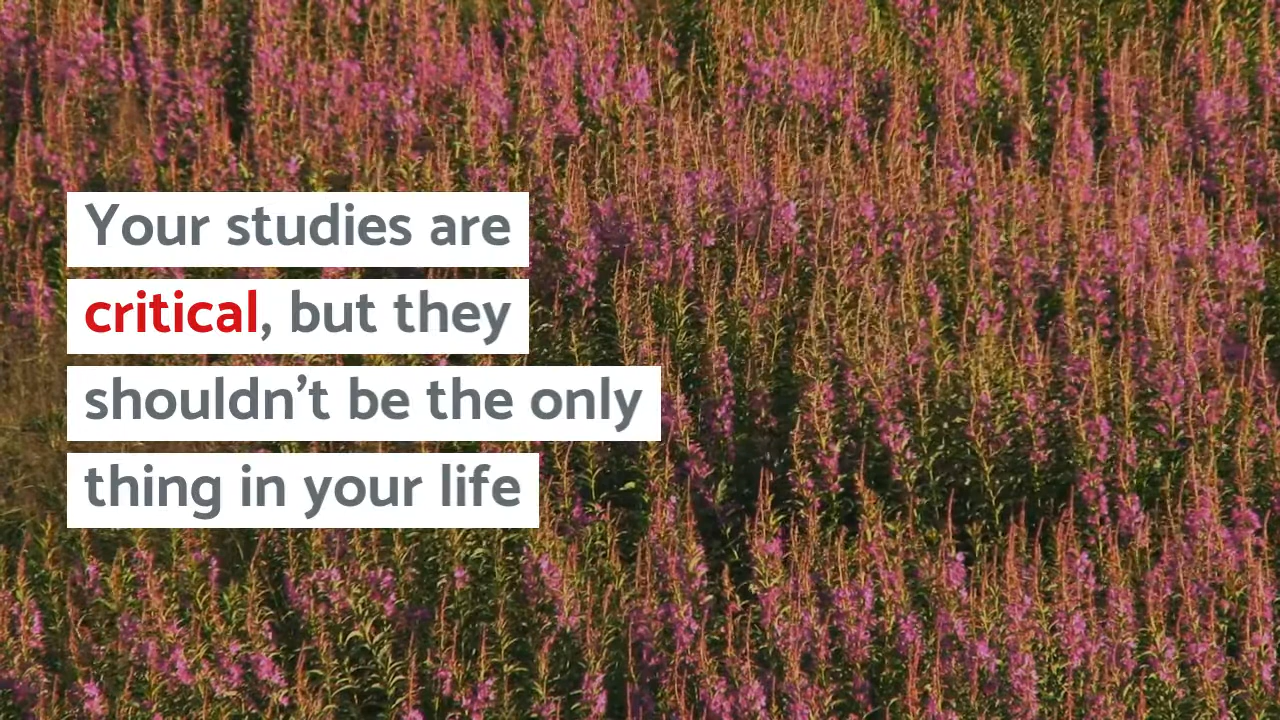 Your studies are
critical, but they
shouldn’t be the only
thing in your life